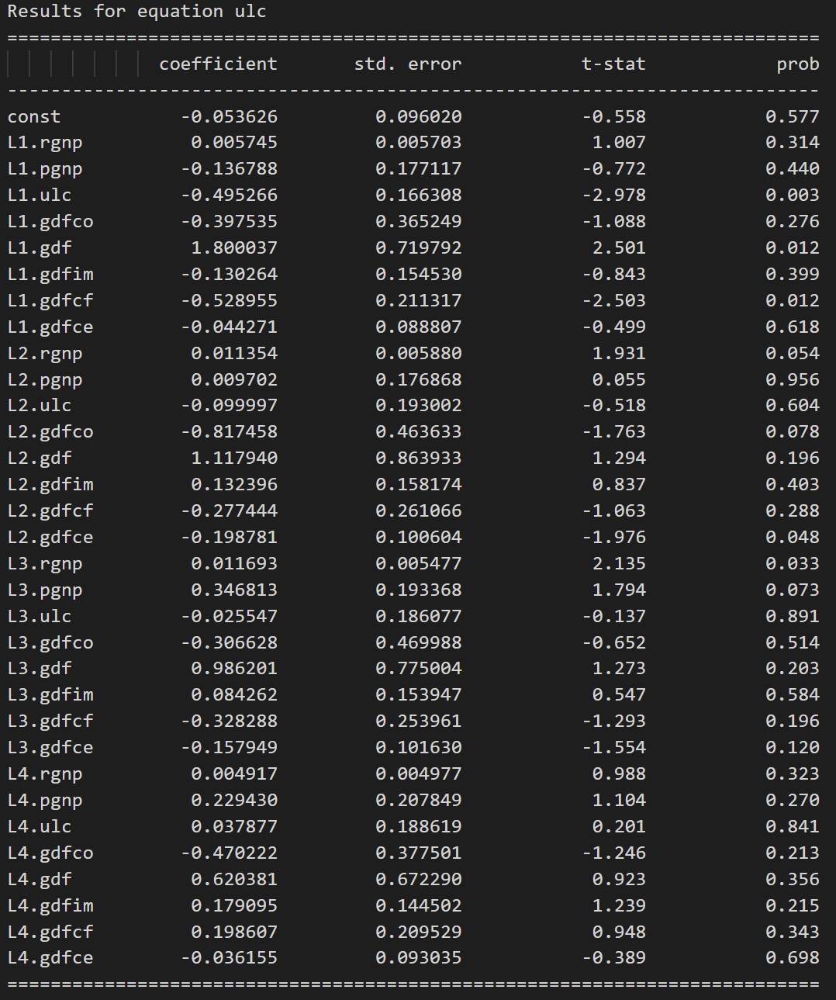 Results for equation ulc
===========================================================================
       coefficient       std. error           t-stat            prob
---------------------------------------------------------------------------
const           -0.053626         0.096020           -0.558           0.577
L1.rgnp          0.005745         0.005703            1.007           0.314
L1.pgnp         -0.136788         0.177117           -0.772           0.440
L1.ulc          -0.495266         0.166308           -2.978           0.003
L1.gdfco        -0.397535         0.365249           -1.088           0.276
L1.gdf           1.800037         0.719792            2.501           0.012
L1.gdfim        -0.130264         0.154530           -0.843           0.399
L1.gdfcf        -0.528955         0.211317           -2.503           0.012
L1.gdfce        -0.044271         0.088807           -0.499           0.618
L2.rgnp          0.011354         0.005880            1.931           0.054
L2.pgnp          0.009702         0.176868            0.055           0.956
L2.ulc          -0.099997         0.193002           -0.518           0.604
L2.gdfco        -0.817458         0.463633           -1.763           0.078
L2.gdf           1.117940         0.863933            1.294           0.196
L2.gdfim         0.132396         0.158174            0.837           0.403
L2.gdfcf        -0.277444         0.261066           -1.063           0.288
L2.gdfce        -0.198781         0.100604           -1.976           0.048
L3.rgnp          0.011693         0.005477            2.135           0.033
L3.pgnp          0.346813         0.193368            1.794           0.073
L3.ulc          -0.025547         0.186077           -0.137           0.891
L3.gdfco        -0.306628         0.469988           -0.652           0.514
L3.gdf           0.986201         0.775004            1.273           0.203
L3.gdfim         0.084262         0.153947            0.547           0.584
L3.gdfcf        -0.328288         0.253961           -1.293           0.196
L3.gdfce        -0.157949         0.101630           -1.554           0.120
L4.rgnp          0.004917         0.004977            0.988           0.323
L4.pgnp          0.229430         0.207849            1.104           0.270
L4.ulc           0.037877         0.188619            0.201           0.841
L4.gdfco        -0.470222         0.377501           -1.246           0.213
L4.gdf           0.620381         0.672290            0.923           0.356
L4.gdfim         0.179095         0.144502            1.239           0.215
L4.gdfcf         0.198607         0.209529            0.948           0.343
L4.gdfce        -0.036155         0.093035           -0.389           0.698
===========================================================================